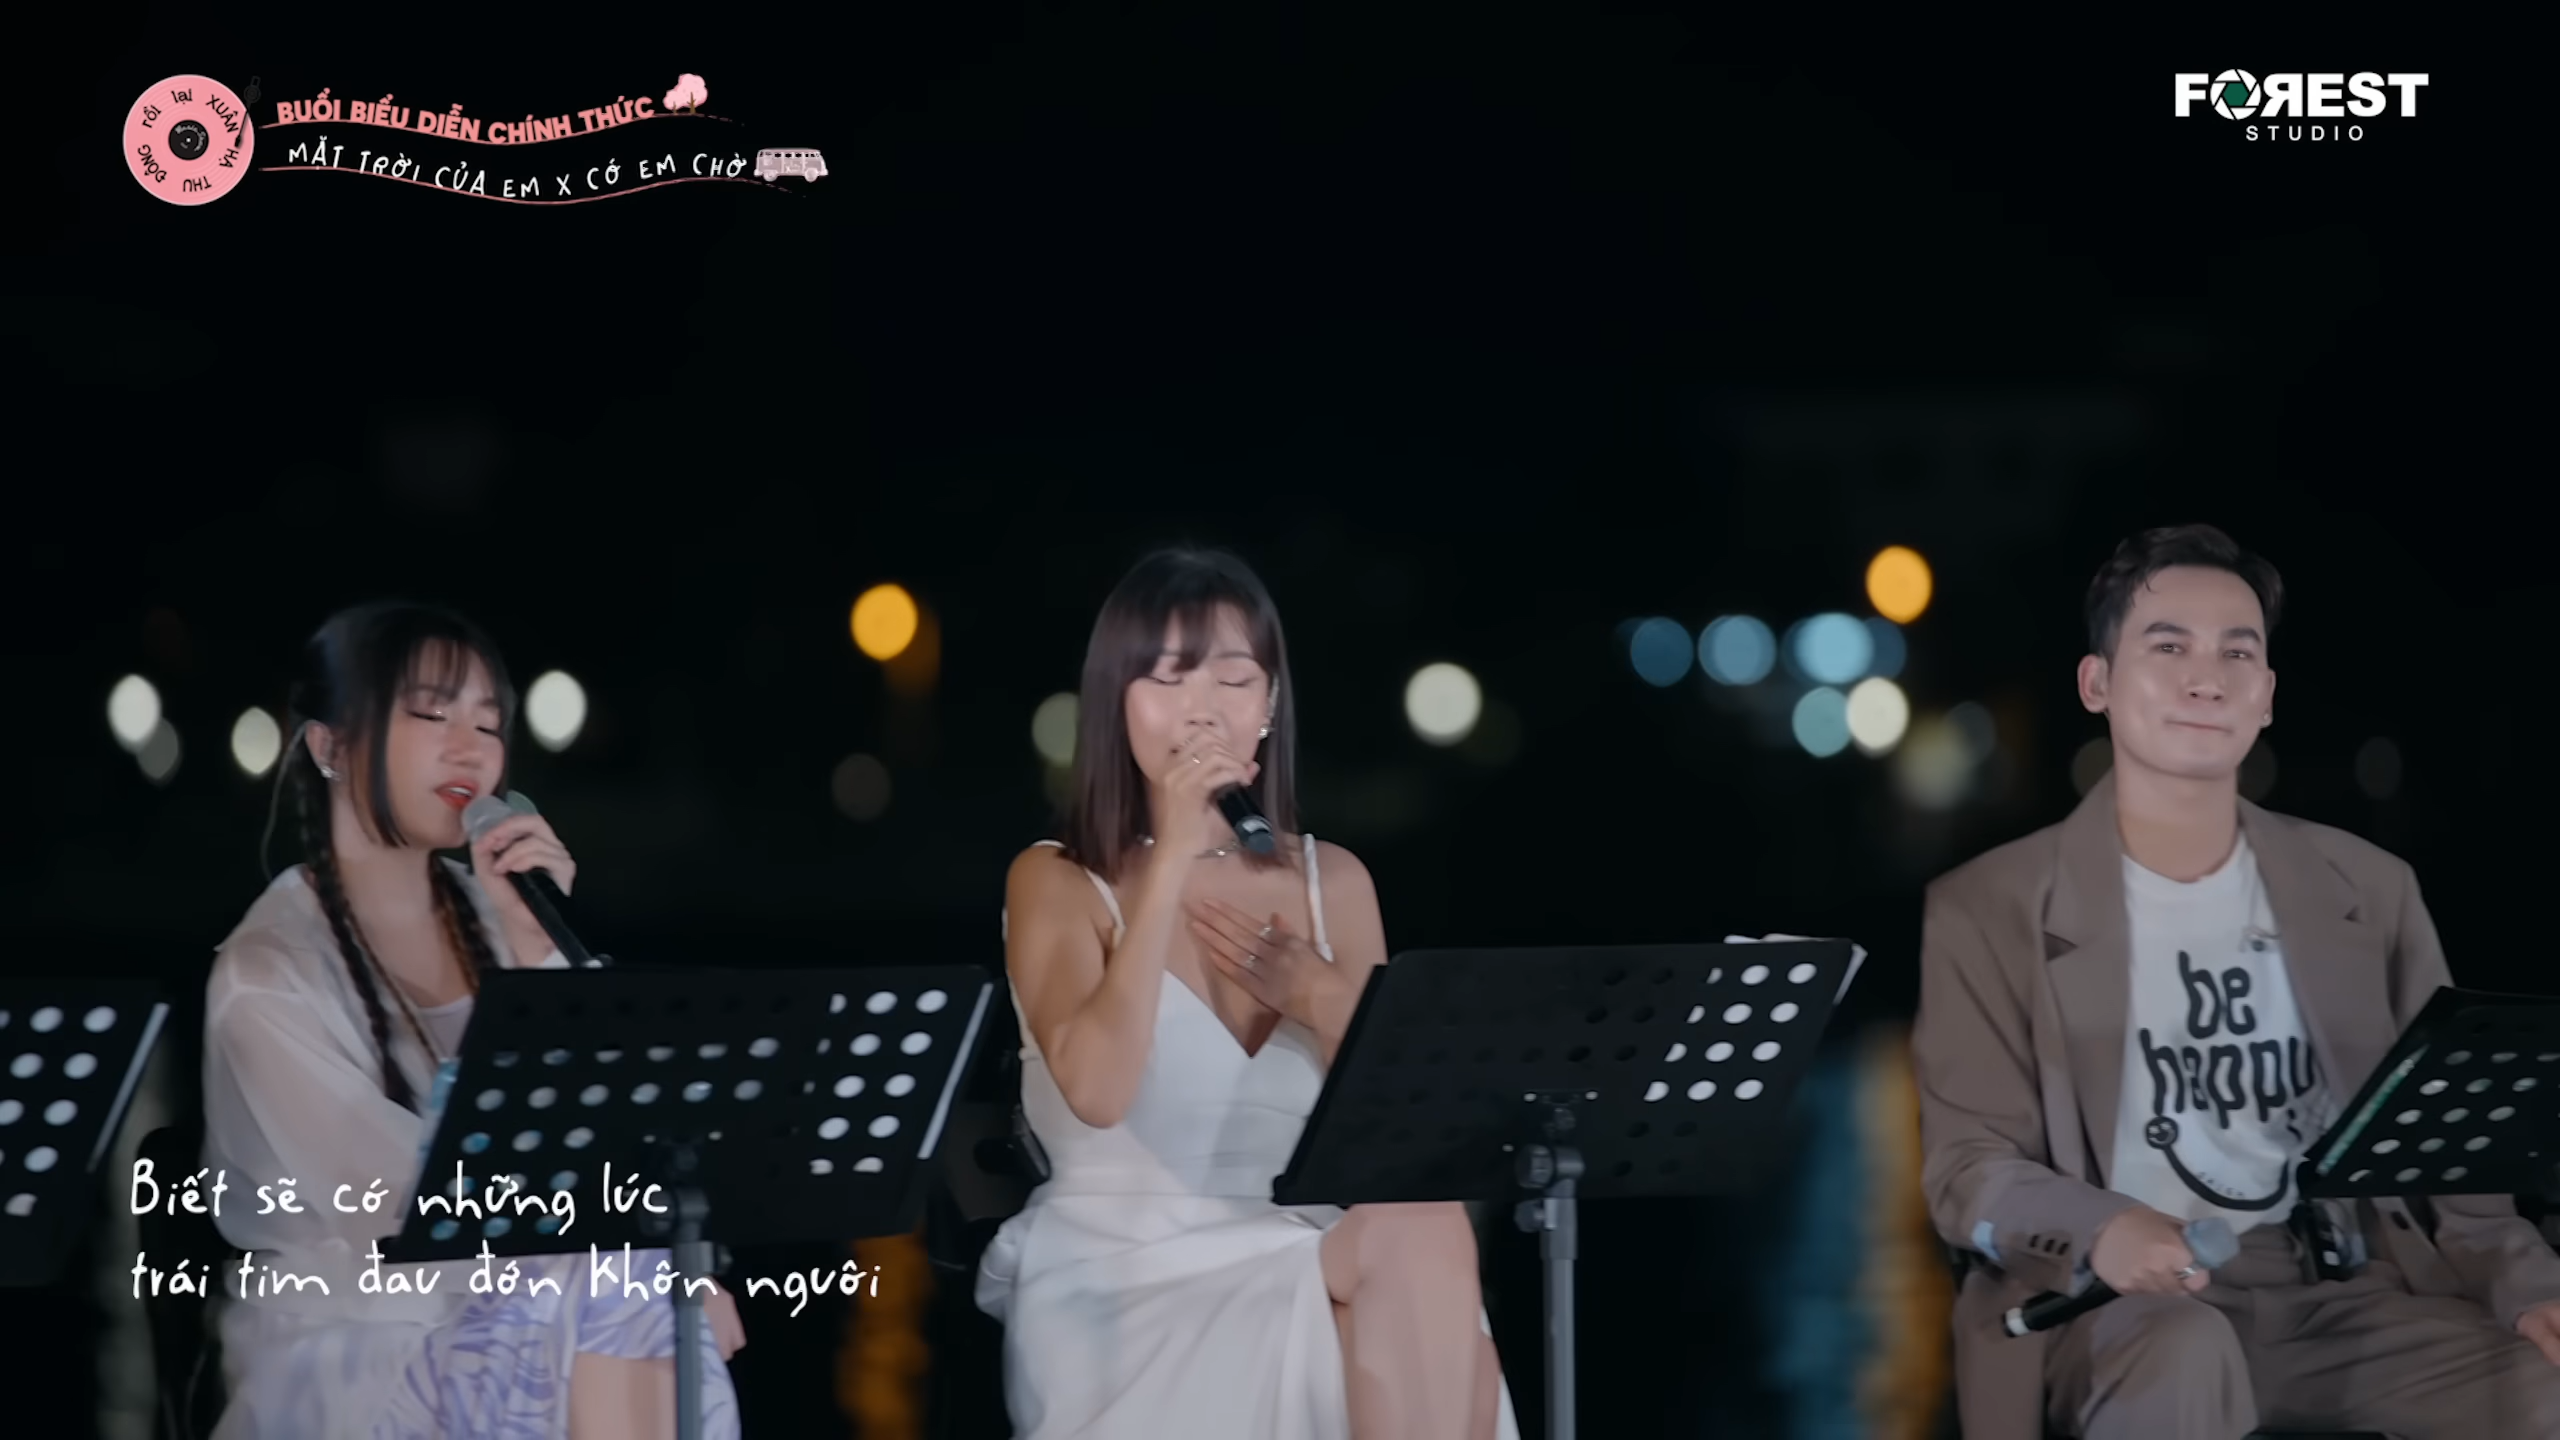 rồi lại XUÂN HẠ THU ĐÔNG
BUỔI BIỂU DIỄN CHÍNH THỨC
MẶT TRỜI CỦA EM X CÓ EM CHỜ
FOREST
STUDIO
be
happy
Biết sẽ có những lúc
trái tim đau đớn khôn nguôi